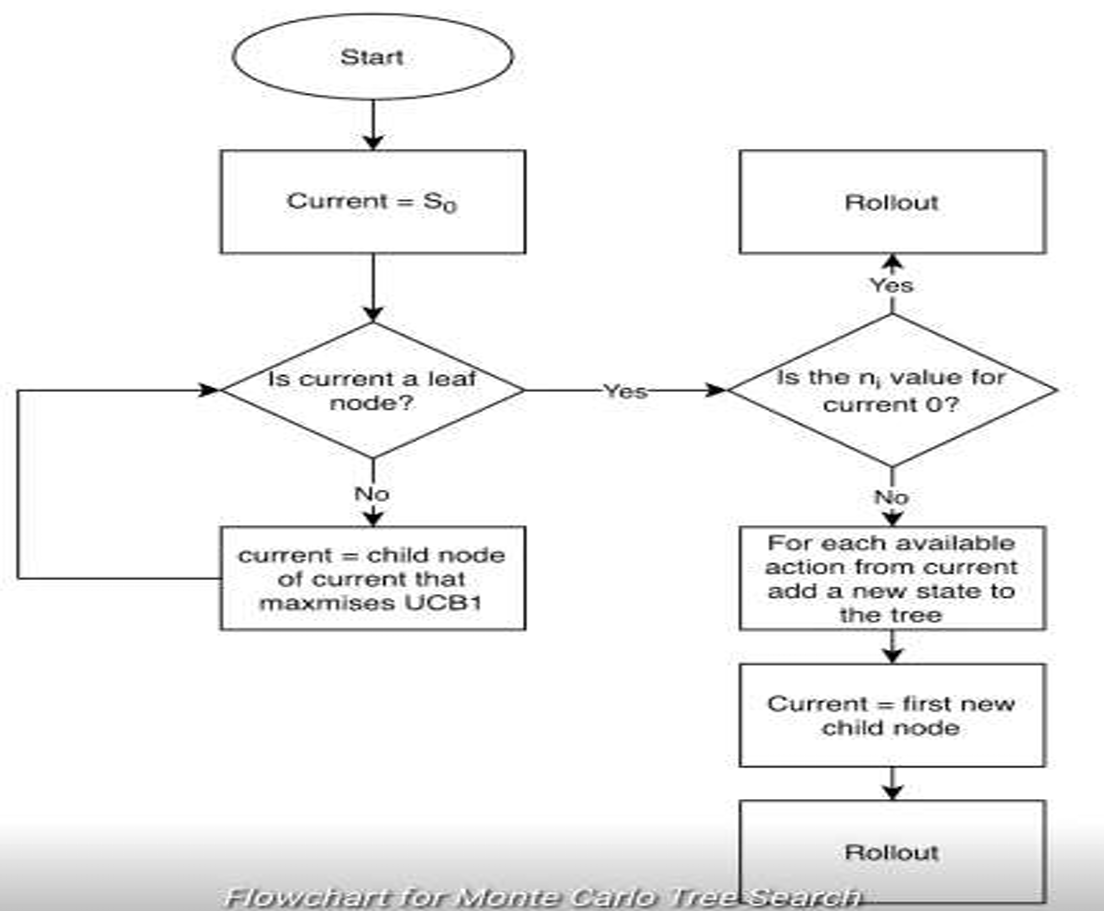 Start
Current = S₀
Is current a leaf
node?
No
current = child node
of current that
maxmises UCB1
Yes
Rollout
Yes
Is the nᵢ value for
current 0?
No
For each available
action from current
add a new state to
the tree
Current = first new
child node
Rollout
Flowchart for Monte Carlo Tree Search